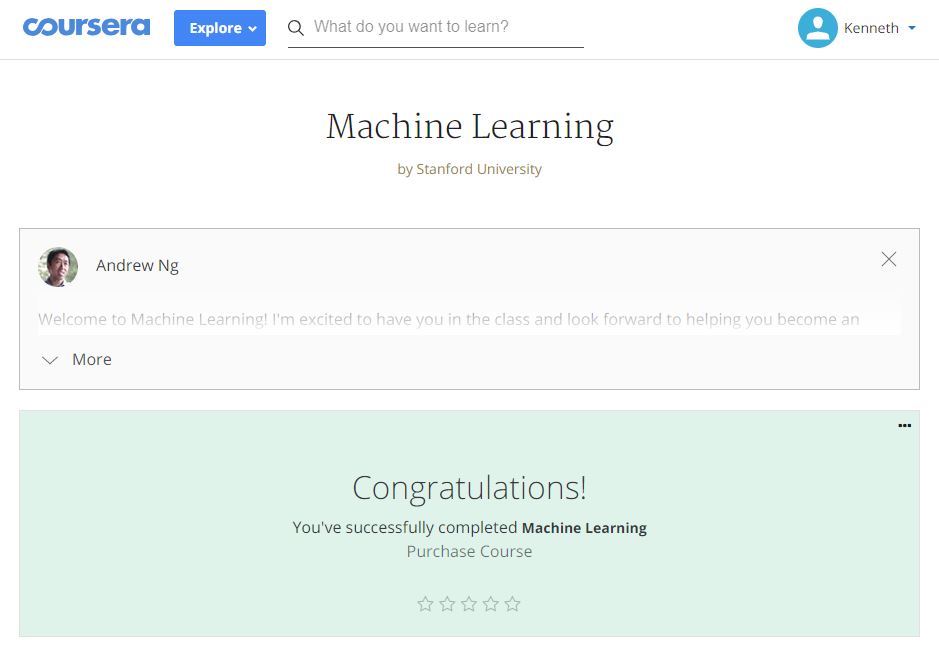 coursera Explore What do you want to learn? Kenneth
Machine Learning
by Stanford University
Andrew Ng
Welcome to Machine Learning! I'm excited to have you in the class and look forward to helping you become an
More
Congratulations!
You've successfully completed Machine Learning
Purchase Course